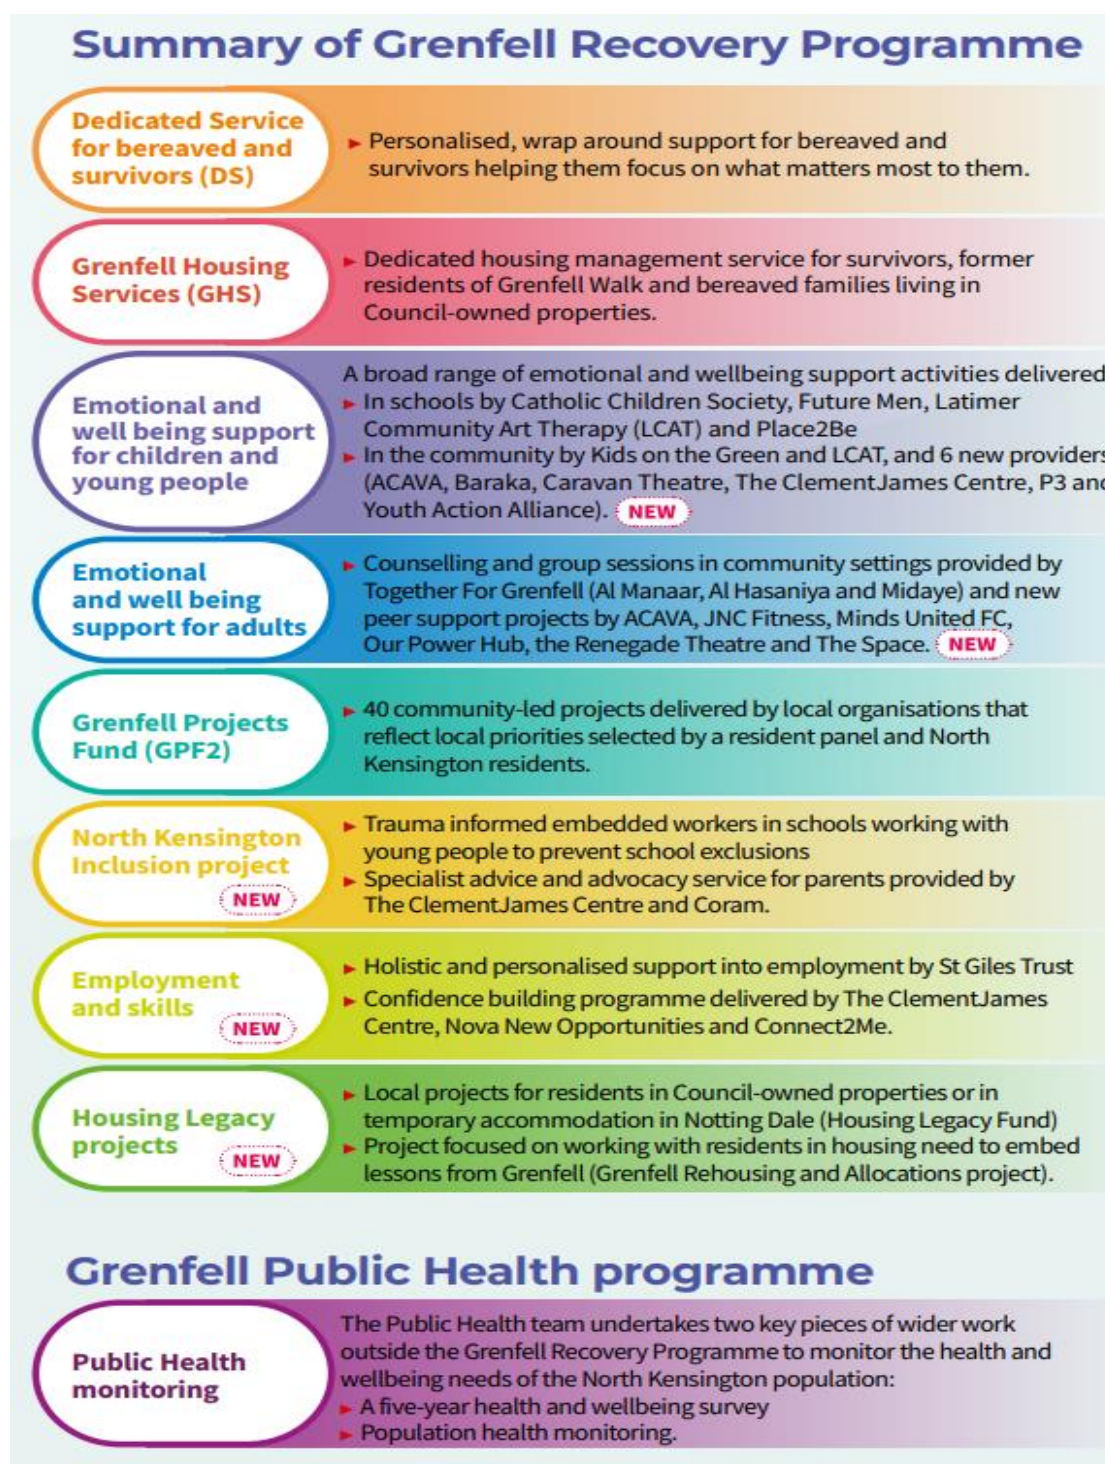 Summary of Grenfell Recovery Programme
Dedicated Service
for bereaved and
survivors (DS)
► Personalised, wrap around support for bereaved and
survivors helping them focus on what matters most to them.
Grenfell Housing
Services (GHS)
► Dedicated housing management service for survivors, former
residents of Grenfell Walk and bereaved families living in
Council-owned properties.
Emotional and
well being support
for children and
young people
A broad range of emotional and wellbeing support activities delivered
► In schools by Catholic Children Society, Future Men, Latimer
Community Art Therapy (LCAT) and Place2Be
► In the community by Kids on the Green and LCAT, and 6 new providers
(ACAVA, Baraka, Caravan Theatre, The ClementJames Centre, P3 and
Youth Action Alliance). NEW
Emotional
and well being
support for adults
► Counselling and group sessions in community settings provided by
Together For Grenfell (Al Manaar, Al Hasaniya and Midaye) and new
peer support projects by ACAVA, JNC Fitness, Minds United FC,
Our Power Hub, the Renegade Theatre and The Space. NEW
Grenfell Projects
Fund (GPF2)
► 40 community-led projects delivered by local organisations that
reflect local priorities selected by a resident panel and North
Kensington residents.
North Kensington
Inclusion project
NEW
► Trauma informed embedded workers in schools working with
young people to prevent school exclusions
► Specialist advice and advocacy service for parents provided by
The ClementJames Centre and Coram.
Employment
and skills
NEW
► Holistic and personalised support into employment by St Giles Trust
► Confidence building programme delivered by The ClementJames
Centre, Nova New Opportunities and Connect2Me.
Housing Legacy
projects
NEW
► Local projects for residents in Council-owned properties or in
temporary accommodation in Notting Dale (Housing Legacy Fund)
► Project focused on working with residents in housing need to embed
lessons from Grenfell (Grenfell Rehousing and Allocations project).
Grenfell Public Health programme
Public Health
monitoring
The Public Health team undertakes two key pieces of wider work
outside the Grenfell Recovery Programme to monitor the health and
wellbeing needs of the North Kensington population:
► A five-year health and wellbeing survey
► Population health monitoring.